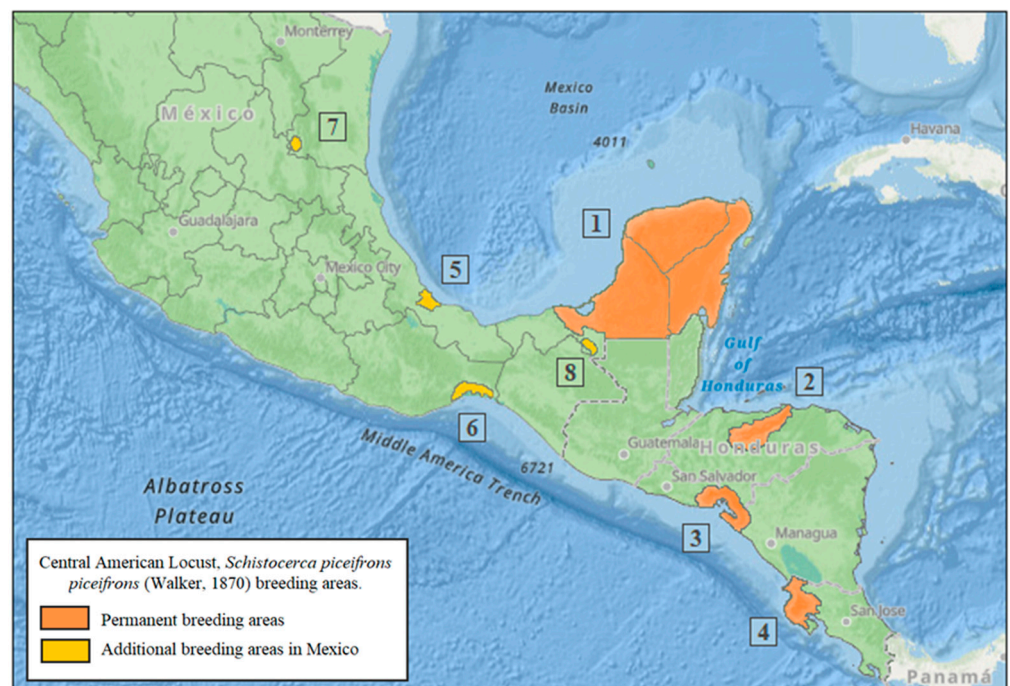 Monterrey
México
7
Mexico
Basin
4011
Havana
1
Guadalajara
Mexico City
5
Gulf
of
Honduras
8
2
6
Middle America Trench
6721
Guatemala
Honduras
San Salvador
Albatross
Plateau
3
Managua
4
San Jose
Panamá
Central American Locust, Schistocerca piceifrons
piceifrons (Walker, 1870) breeding areas.
Permanent breeding areas
Additional breeding areas in Mexico